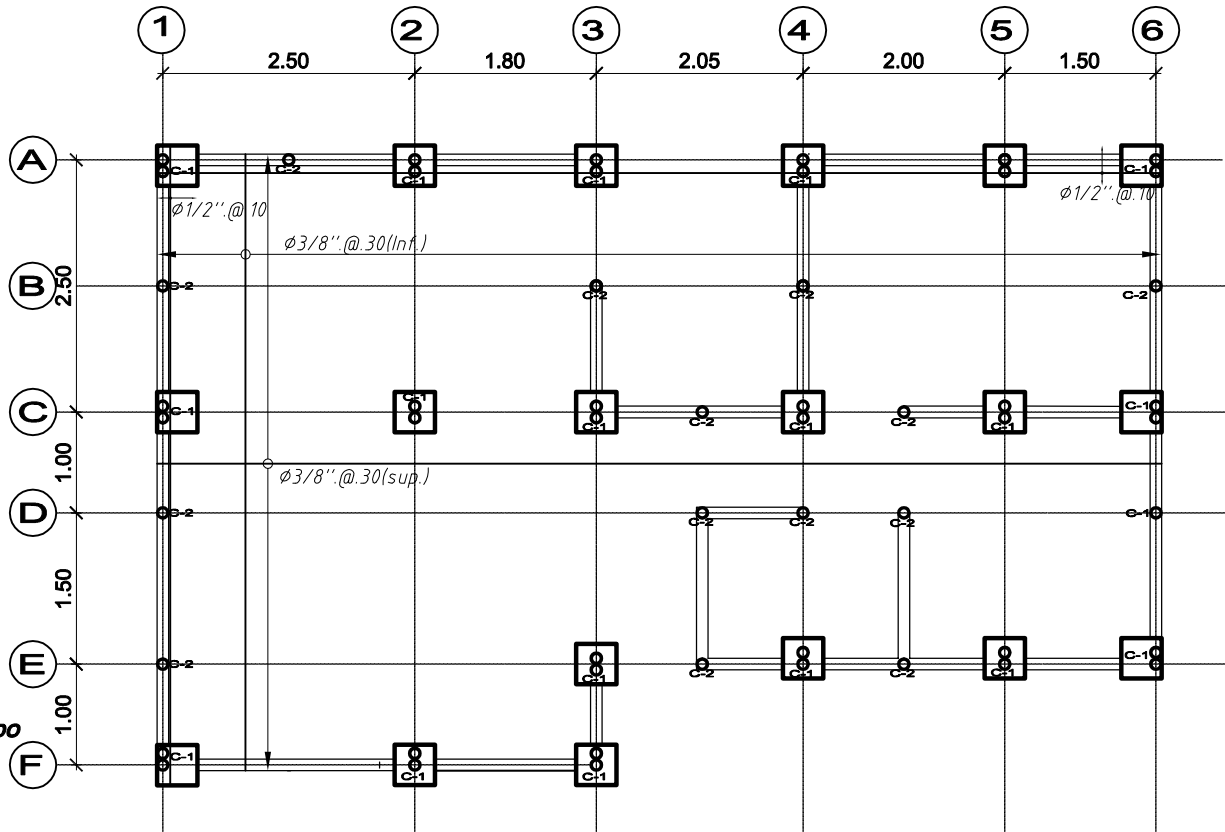 1 2 3 4 5 6
2.50 1.80 2.05 2.00 1.50
A
C-1 C-2 C-1 C-1 C-1 C-1
Ø1/2''.@.10 Ø1/2''.@.10
Ø3/8''.@.30(Inf.)
B
2.50
C-2 C-2 C-2 C-2
C
C-1 C-1 C-1 C-2 C-1 C-2 C-1 C-1
1.00
Ø3/8''.@.30(sup.)
D
C-2 C-2 C-2 C-2 C-1
1.50
E
C-2 C-1 C-2 C-1 C-2 C-1 C-1
1.00
F
C-1 C-1 C-1